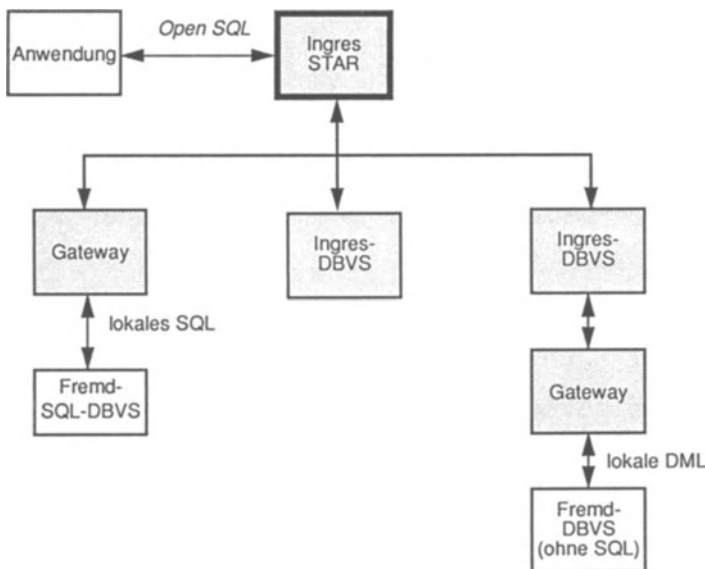 Open SQL
Anwendung
Ingres
STAR
Gateway
Ingres-
DBVS
Ingres-
DBVS
lokales SQL
Fremd-
SQL-DBVS
Gateway
lokale DML
Fremd-
DBVS
(ohne SQL)